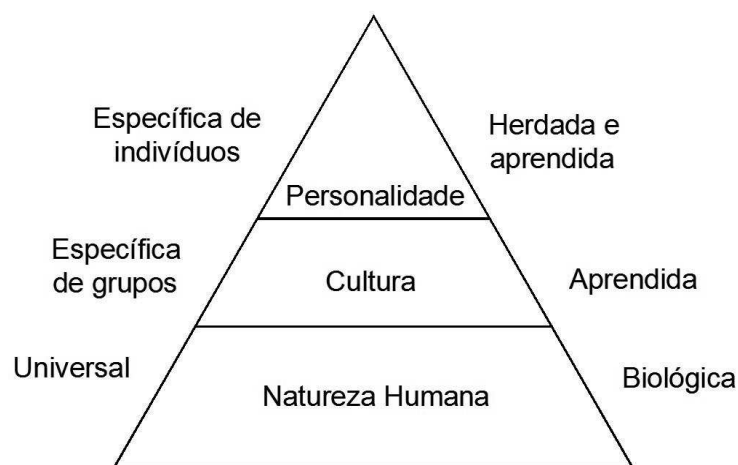 Específica de
indivíduos
Herdada e
aprendida
Personalidade
Específica
de grupos
Cultura
Aprendida
Universal
Natureza Humana
Biológica